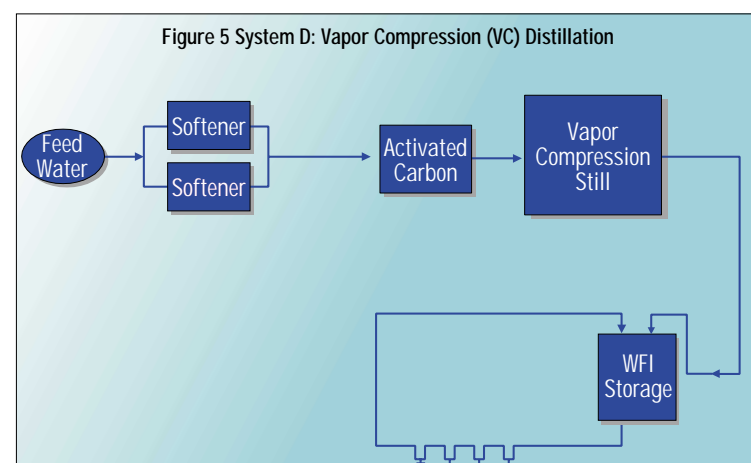 Figure 5 System D: Vapor Compression (VC) Distillation
Feed
Water
Softener
Softener
Activated
Carbon
Vapor
Compression
Still
WFI
Storage